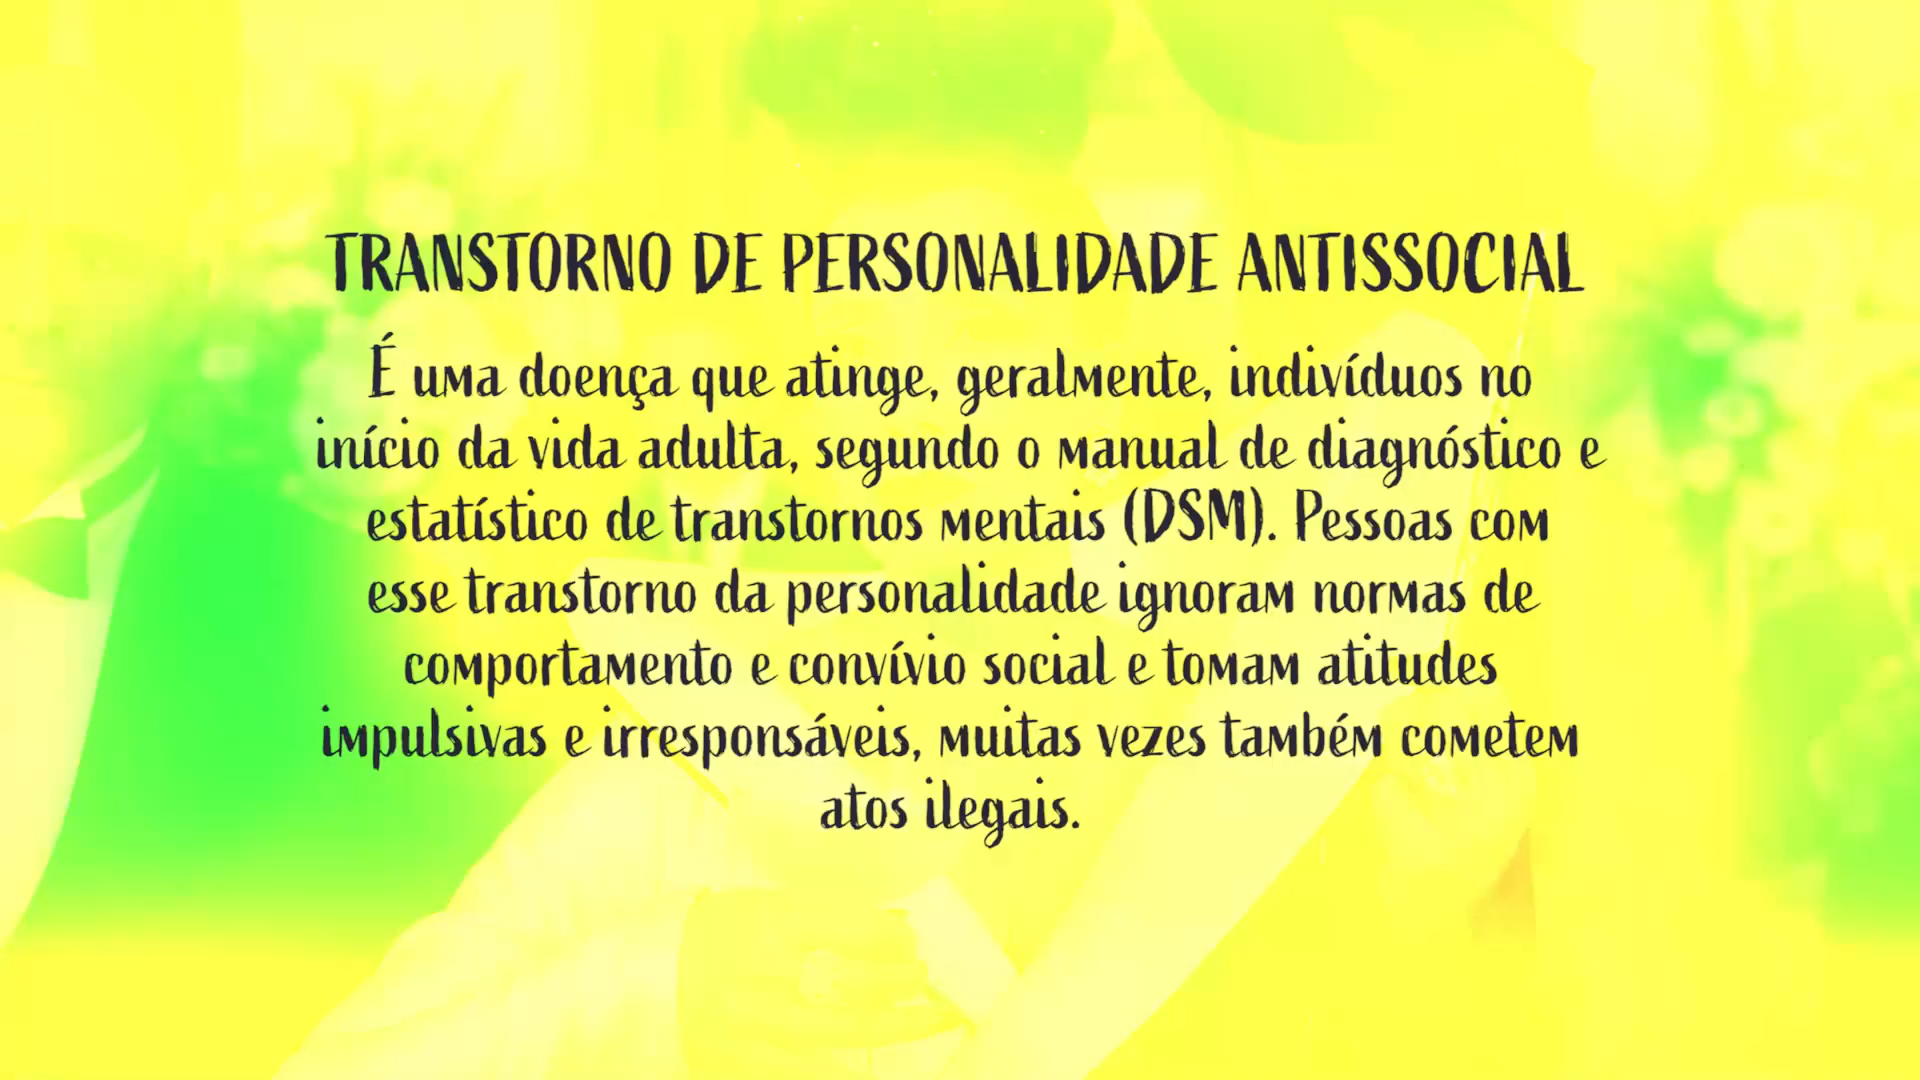 TRANSTORNO DE PERSONALIDADE ANTISSOCIAL
É uma doença que atinge, geralmente, indivíduos no
início da vida adulta, segundo o manual de diagnóstico e
estatístico de transtornos mentais (DSM). Pessoas com
esse transtorno da personalidade ignoram normas de
comportamento e convívio social e tomam atitudes
impulsivas e irresponsáveis, muitas vezes também cometem
atos ilegais.